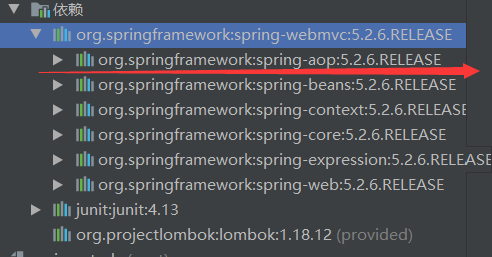 依赖
org.springframework:spring-webmvc:5.2.6.RELEASE
org.springframework:spring-aop:5.2.6.RELEASE
org.springframework:spring-beans:5.2.6.RELEASE
org.springframework:spring-context:5.2.6.RELEASE
org.springframework:spring-core:5.2.6.RELEASE
org.springframework:spring-expression:5.2.6.RELEASE
org.springframework:spring-web:5.2.6.RELEASE
junit:junit:4.13
org.projectlombok:lombok:1.18.12 (provided)